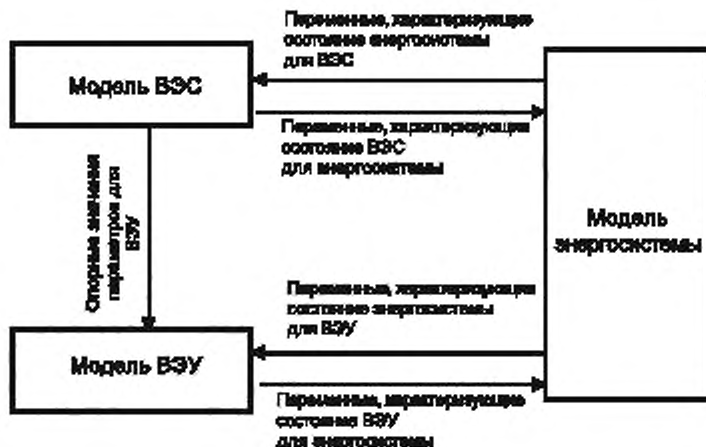 Переменные, характеризующие
состояние энергосистемы
для ВЭС
Модель ВЭС
Переменные, характеризующие
состояние ВЭС
для энергосистемы
Опорные значения
параметров для
ВЭУ
Модель
энергосистемы
Переменные, характеризующие
состояние энергосистемы
для ВЭУ
Модель ВЭУ
Переменные, характеризующие
состояние ВЭУ
для энергосистемы